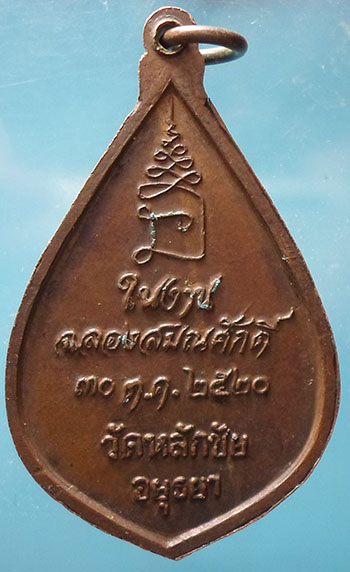 ในงาน
ฉลองสมณศักดิ์
๓๐ ต.ค. ๒๕๒๐
วัดหลักชัย
อยุธยา